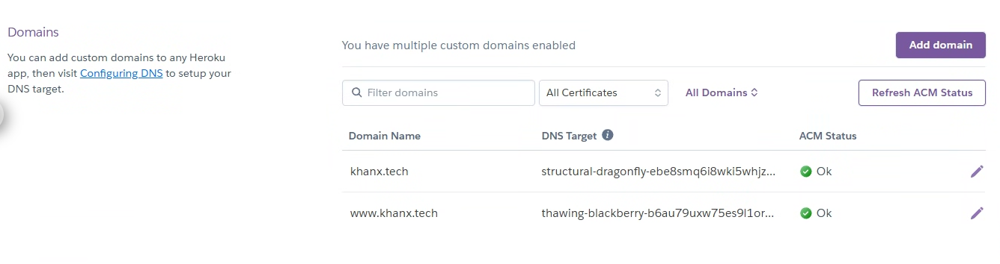 Domains
You can add custom domains to any Heroku
app, then visit Configuring DNS to setup your
DNS target.
You have multiple custom domains enabled
Add domain
Filter domains
All Certificates
All Domains
Refresh ACM Status
Domain Name
DNS Target
ACM Status
khanx.tech
structural-dragonfly-ebe8smq6i8wki5whjz...
Ok
www.khanx.tech
thawing-blackberry-b6au79uxw75es9l1or...
Ok